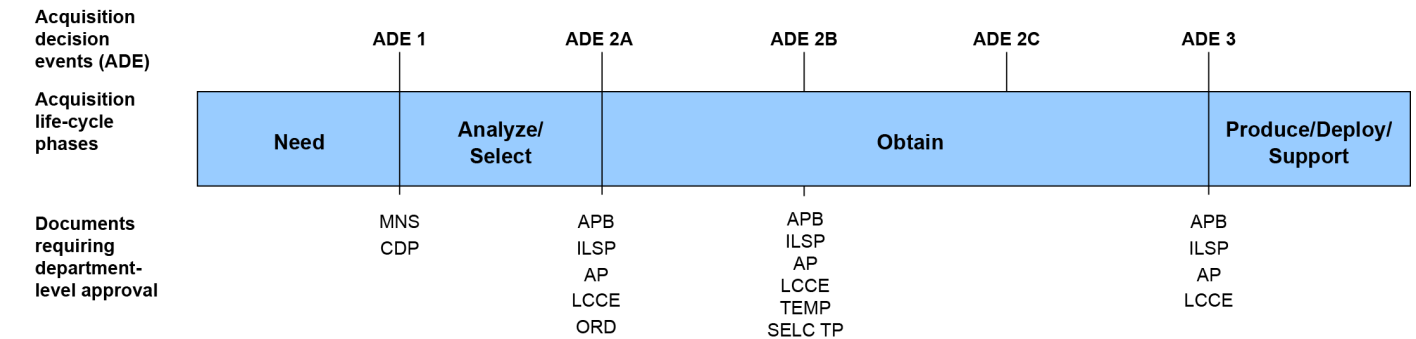 Acquisition
decision
events (ADE)
ADE 1
ADE 2A
ADE 2B
ADE 2C
ADE 3
Acquisition
life-cycle
phases
Need
Analyze/
Select
Obtain
Produce/Deploy/
Support
Documents
requiring
department-
level approval
MNS
CDP
APB
ILSP
AP
LCCE
ORD
APB
ILSP
AP
LCCE
TEMP
SELC TP
APB
ILSP
AP
LCCE